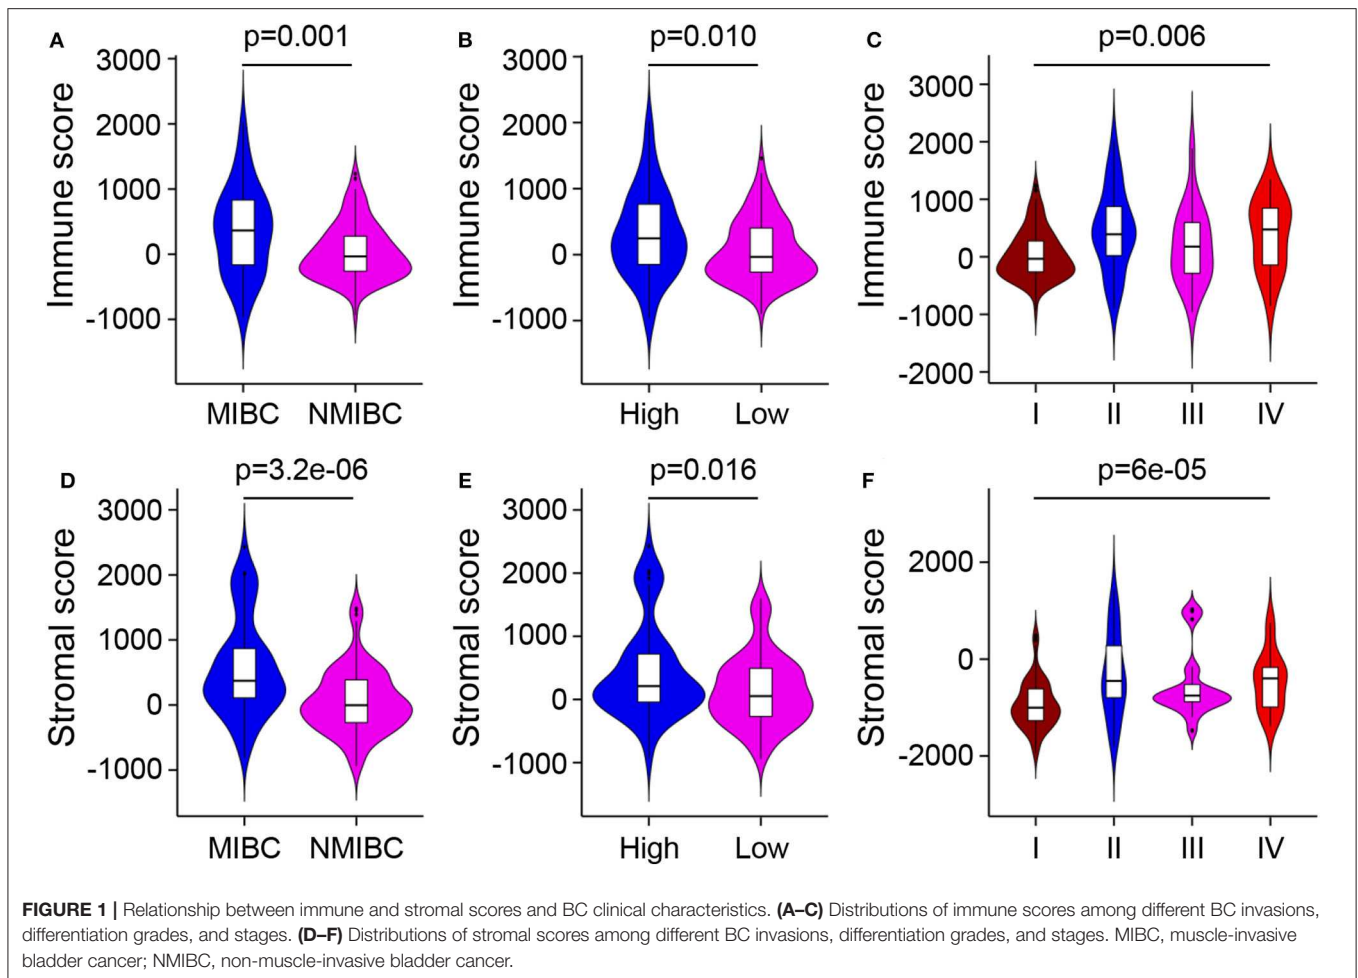 A
p=0.001
Immune score
3000
2000
1000
0
-1000
MIBC NMIBC
B
p=0.010
Immune score
3000
2000
1000
0
-1000
High Low
C
p=0.006
Immune score
3000
2000
1000
0
-1000
-2000
I II III IV
D
p=3.2e-06
Stromal score
3000
2000
1000
0
-1000
MIBC NMIBC
E
p=0.016
Stromal score
3000
2000
1000
0
-1000
High Low
F
p=6e-05
Stromal score
2000
0
-2000
I II III IV
FIGURE 1 | Relationship between immune and stromal scores and BC clinical characteristics. (A–C) Distributions of immune scores among different BC invasions,
differentiation grades, and stages. (D–F) Distributions of stromal scores among different BC invasions, differentiation grades, and stages. MIBC, muscle-invasive
bladder cancer; NMIBC, non-muscle-invasive bladder cancer.